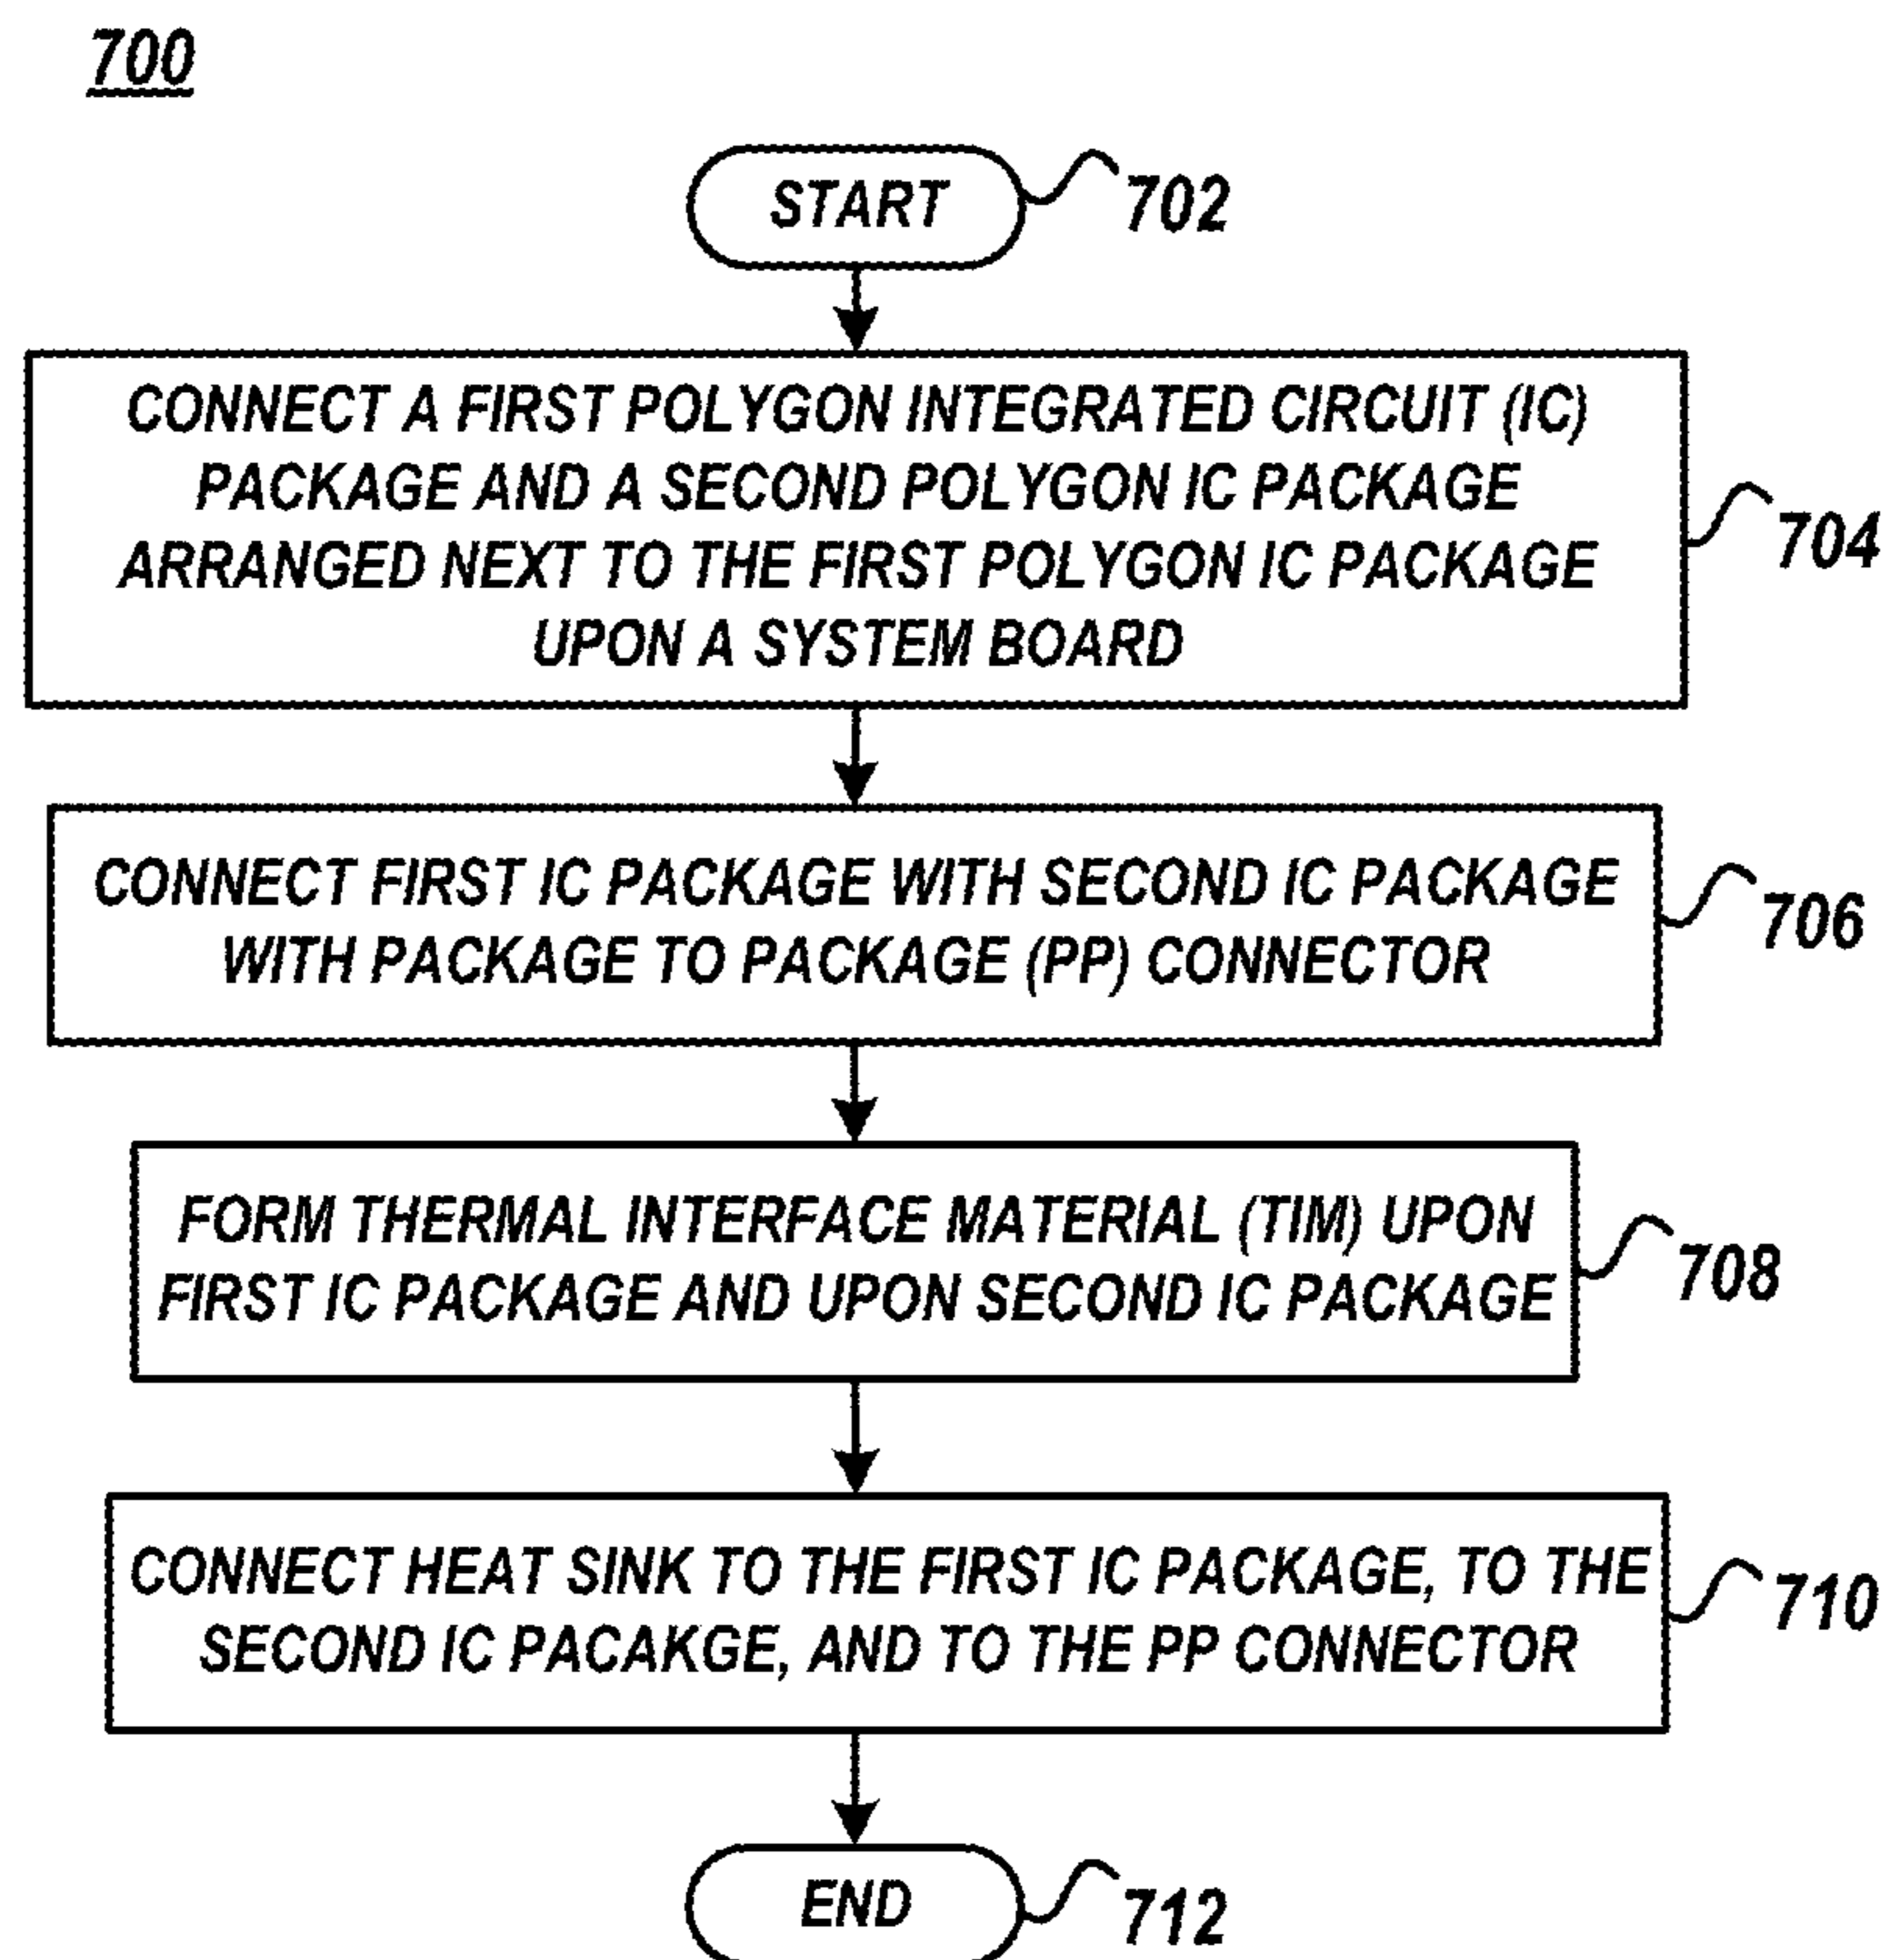 700
START
702
CONNECT A FIRST POLYGON INTEGRATED CIRCUIT (IC)
PACKAGE AND A SECOND POLYGON IC PACKAGE
ARRANGED NEXT TO THE FIRST POLYGON IC PACKAGE
UPON A SYSTEM BOARD
704
CONNECT FIRST IC PACKAGE WITH SECOND IC PACKAGE
WITH PACKAGE TO PACKAGE (PP) CONNECTOR
706
FORM THERMAL INTERFACE MATERIAL (TIM) UPON
FIRST IC PACKAGE AND UPON SECOND IC PACKAGE
708
CONNECT HEAT SINK TO THE FIRST IC PACKAGE, TO THE
SECOND IC PACAKGE, AND TO THE PP CONNECTOR
710
END
712